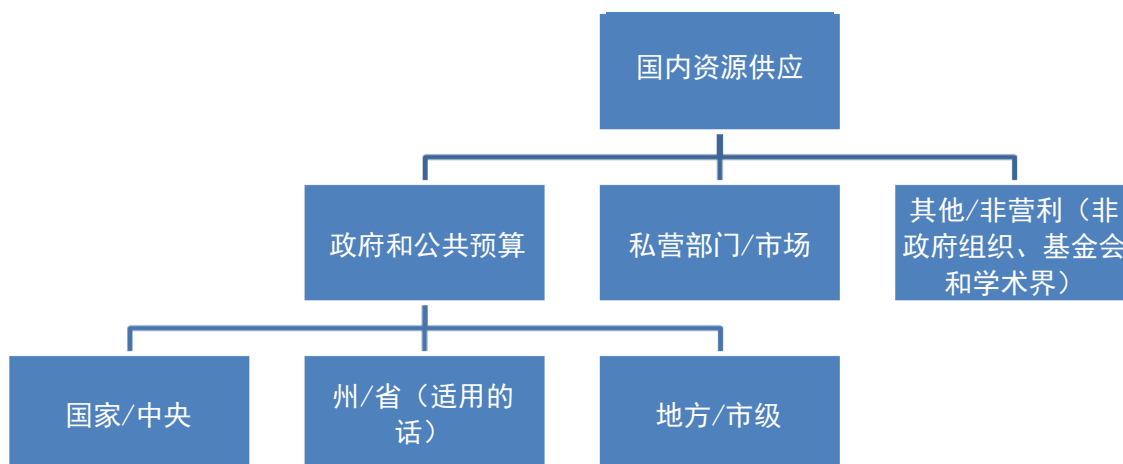 国内资源供应
政府和公共预算
私营部门/市场
其他/非营利（非
政府组织、基金会
和学术界）
国家/中央
州/省（适用的
话）
地方/市级